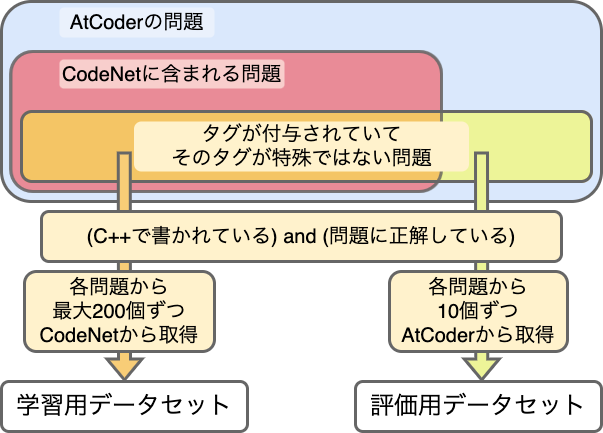 AtCoderの問題
CodeNetに含まれる問題
タグが付与されていて
そのタグが特殊ではない問題
(C++で書かれている) and (問題に正解している)
各問題から
最大200個ずつ
CodeNetから取得
各問題から
10個ずつ
AtCoderから取得
学習用データセット
評価用データセット